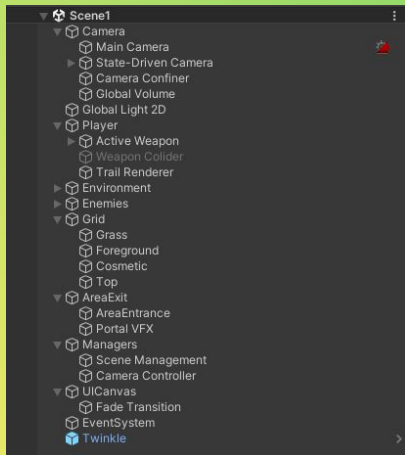 Scene1
Camera
Main Camera
State-Driven Camera
Camera Confiner
Global Volume
Global Light 2D
Player
Active Weapon
Weapon Colider
Trail Renderer
Environment
Enemies
Grid
Grass
Foreground
Cosmetic
Top
AreaExit
AreaEntrance
Portal VFX
Managers
Scene Management
Camera Controller
UICanvas
Fade Transition
EventSystem
Twinkle